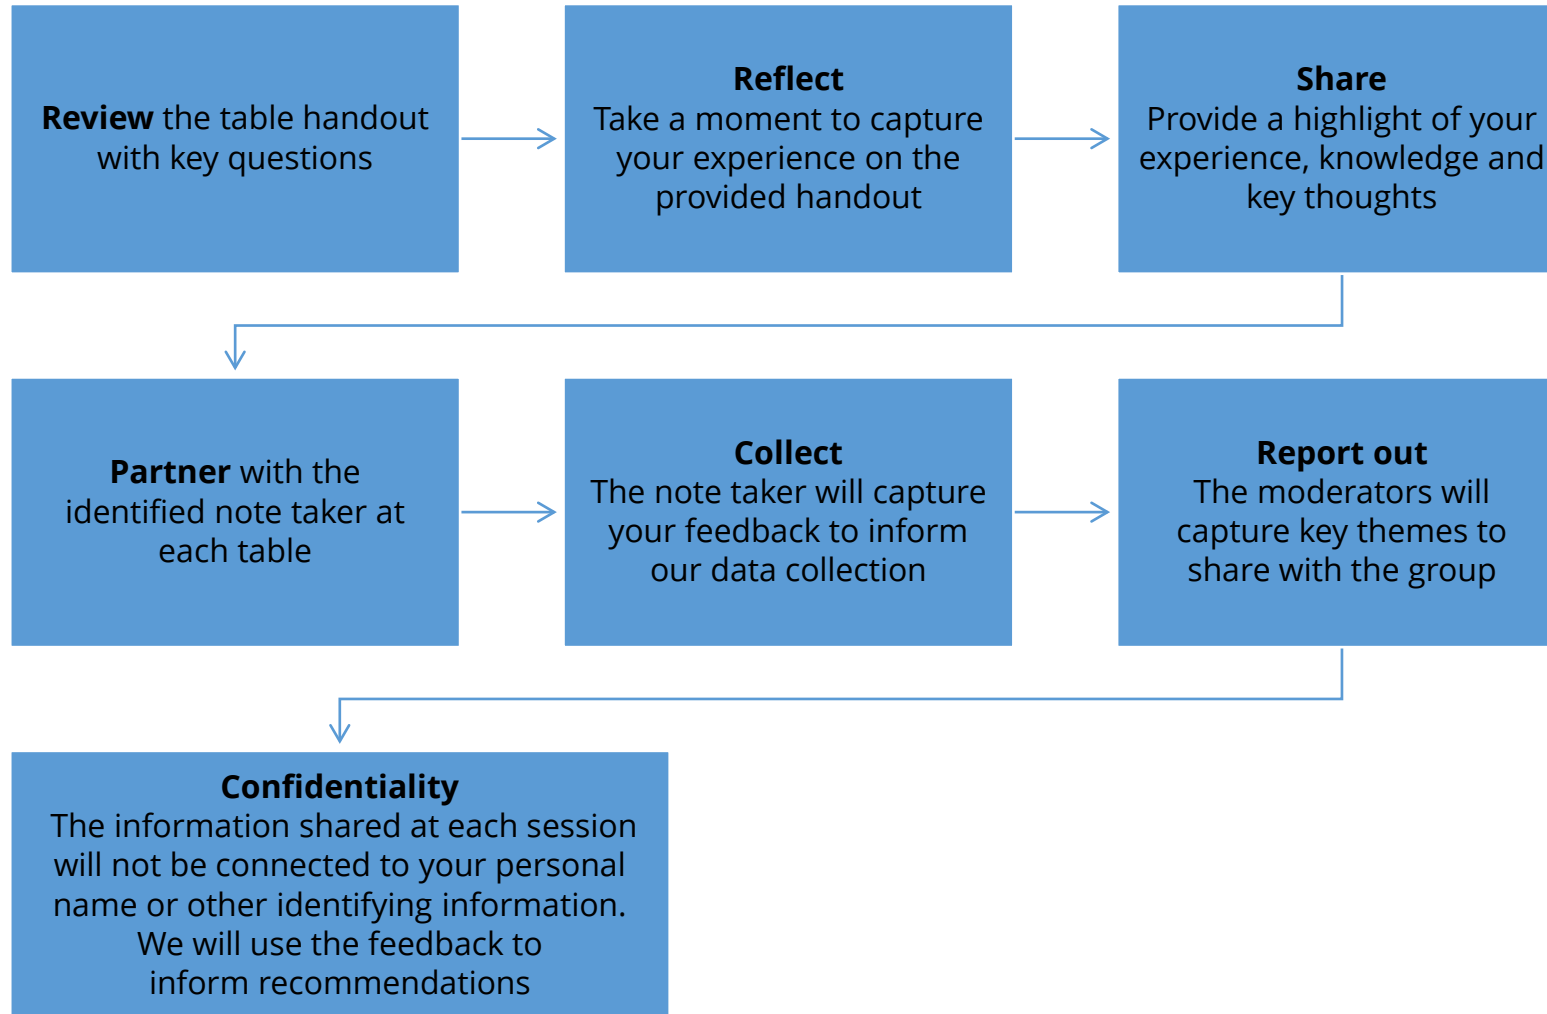 Review the table handout
with key questions
Reflect
Take a moment to capture
your experience on the
provided handout
Share
Provide a highlight of your
experience, knowledge and
key thoughts
Partner with the
identified note taker at
each table
Collect
The note taker will capture
your feedback to inform
our data collection
Report out
The moderators will
capture key themes to
share with the group
Confidentiality
The information shared at each session
will not be connected to your personal
name or other identifying information.
We will use the feedback to
inform recommendations